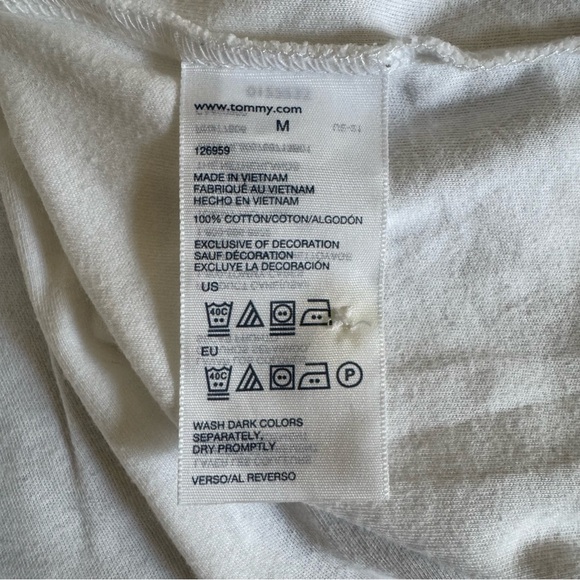 www.tommy.com
M
126959
MADE IN VIETNAM
FABRIQUÉ AU VIETNAM
HECHO EN VIETNAM
100% COTTON/COTON/ALGODÓN
EXCLUSIVE OF DECORATION
SAUF DÉCORATION
EXCLUYE LA DECORACIÓN
US
40C
EU
40C P
WASH DARK COLORS
SEPARATELY,
DRY PROMPTLY
VERSO/AL REVERSO